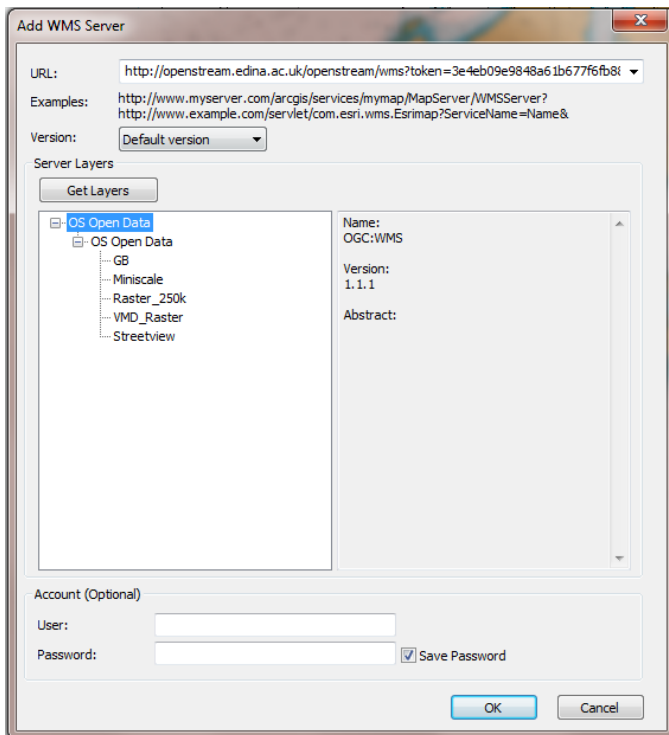 Add WMS Server
URL: http://openstream.edina.ac.uk/openstream/wms?token=3e4eb09e9848a61b677f6fb8
Examples: http://www.myserver.com/arcgis/services/mymap/MapServer/WMSServer?
http://www.example.com/servlet/com.esri.wms.Esrimap?ServiceName=Name&
Version: Default version
Server Layers
Get Layers
OS Open Data
OS Open Data
GB
Miniscale
Raster_250k
VMD_Raster
Streetview
Name:
OGC:WMS
Version:
1.1.1
Abstract:
Account (Optional)
User:
Password: Save Password
OK Cancel